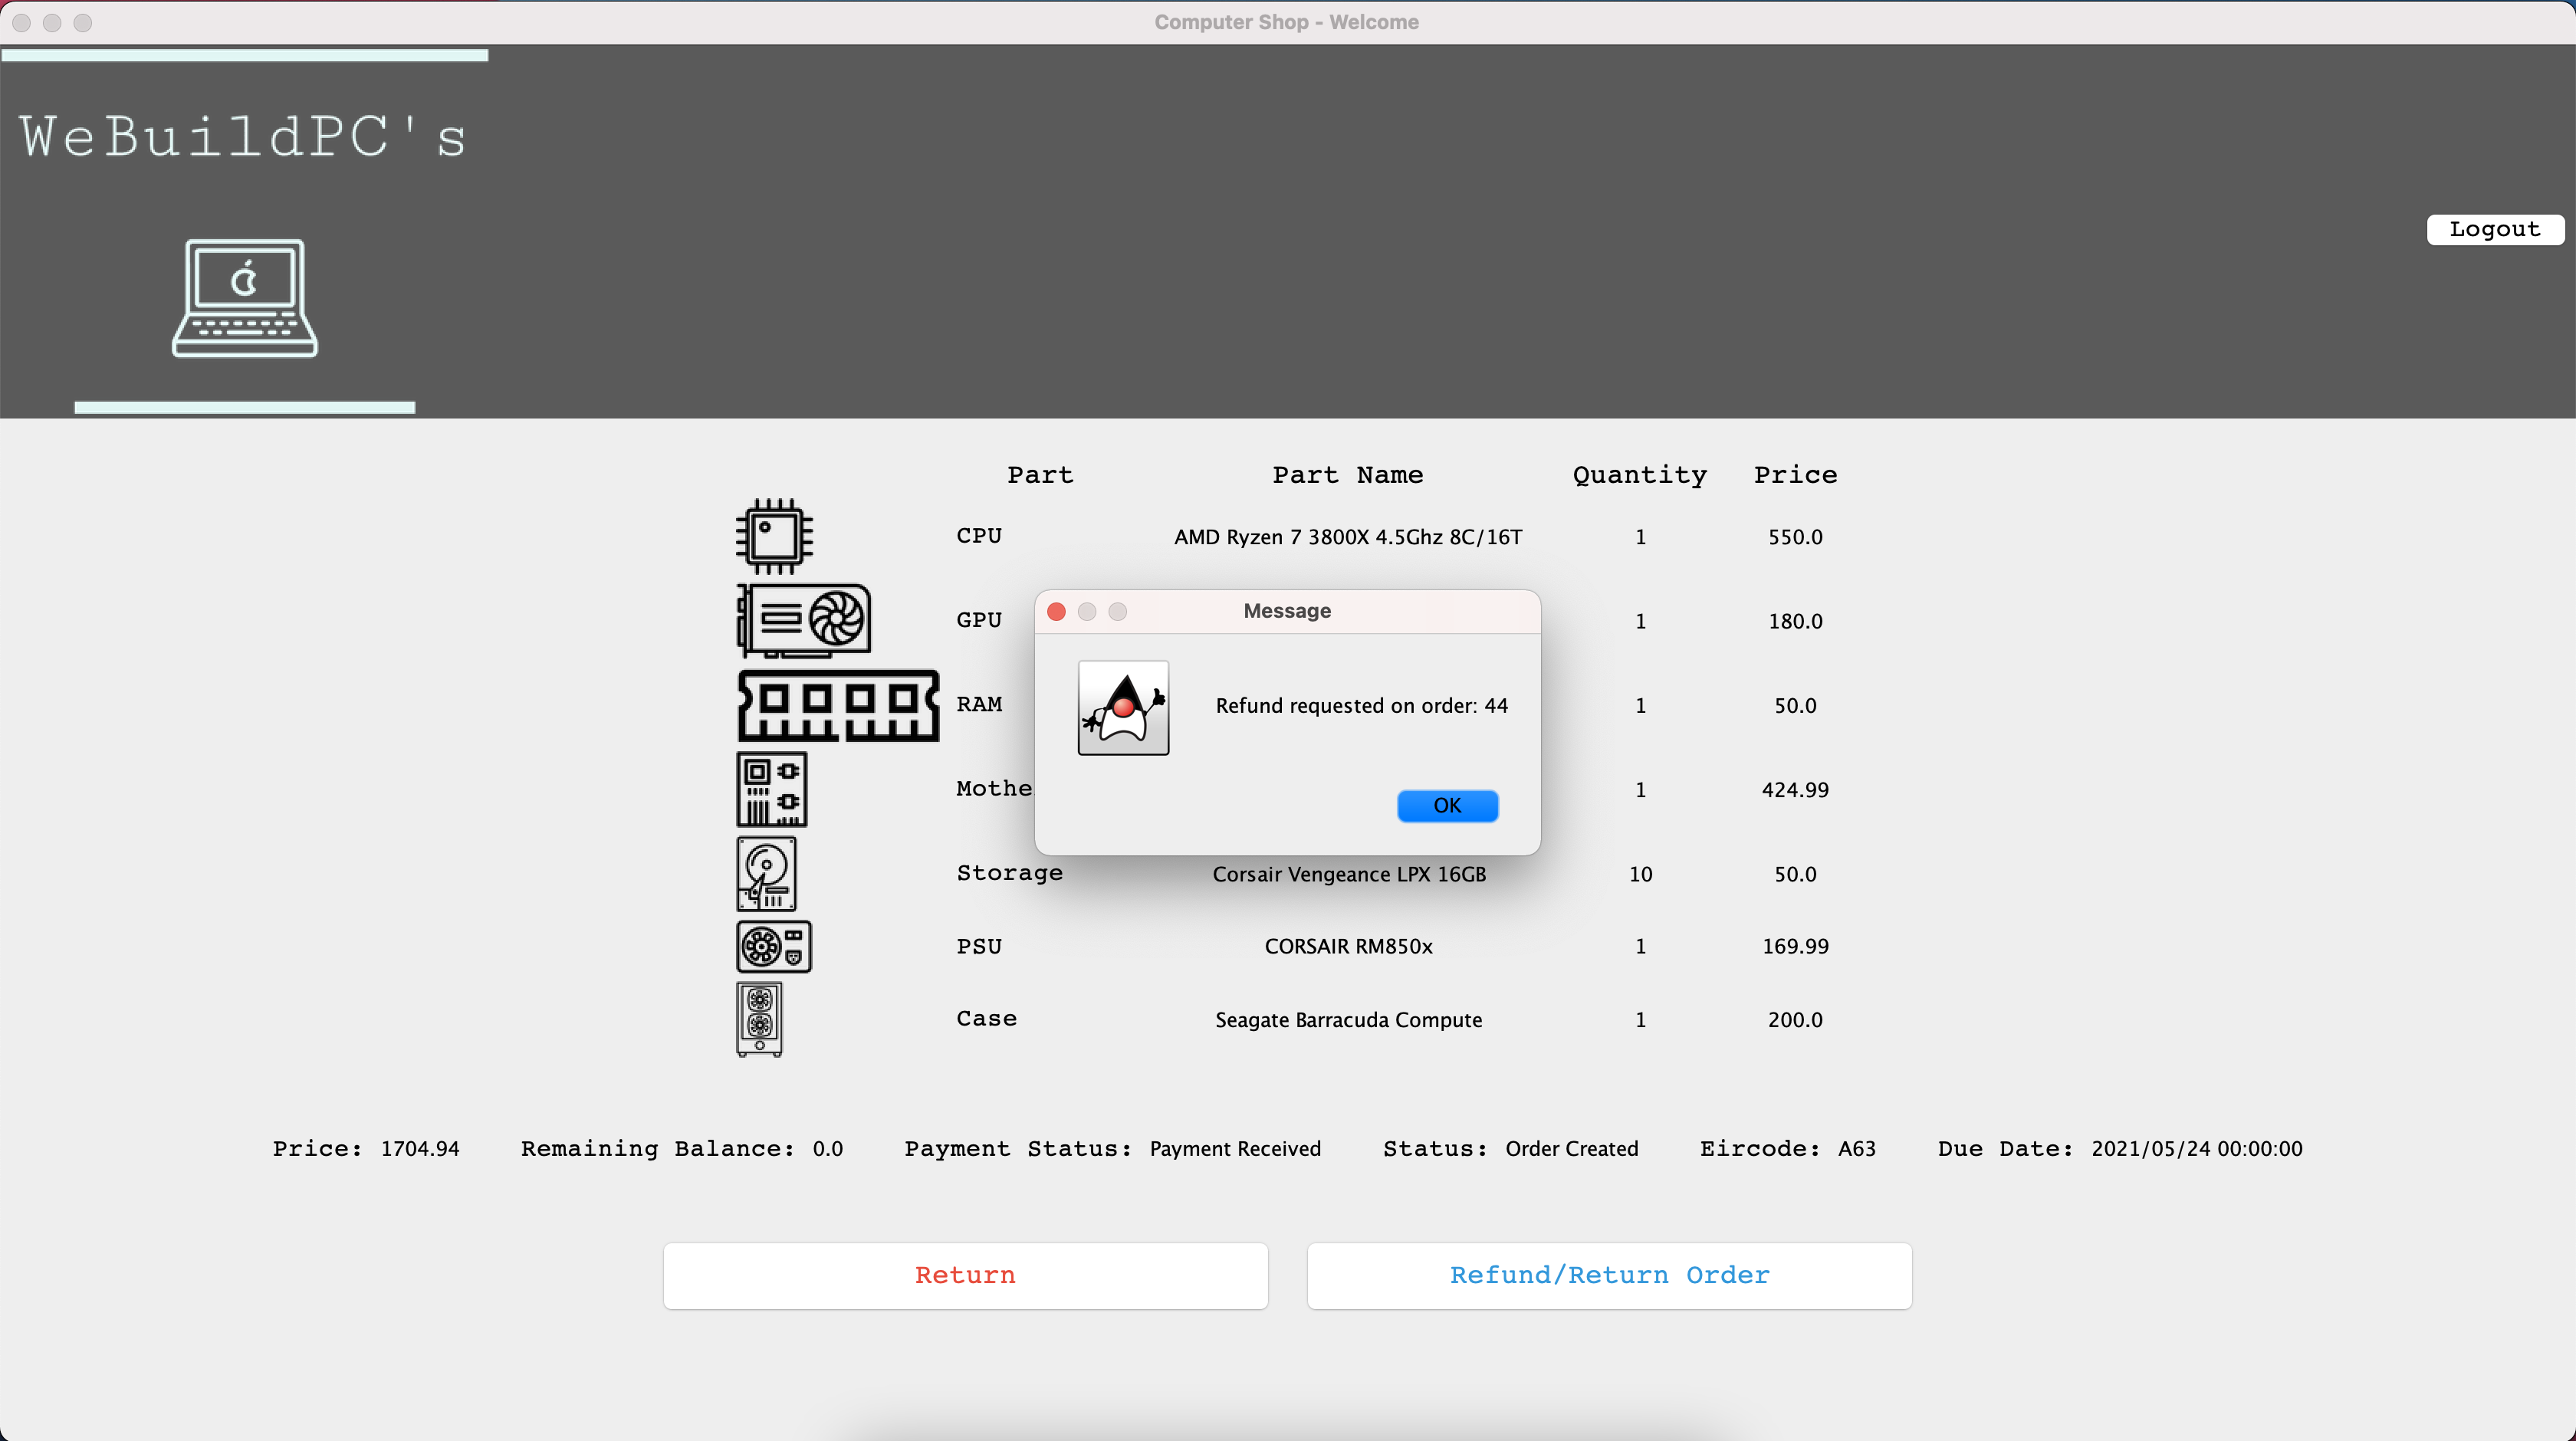 Computer Shop - Welcome
WeBuildPC's
Logout
Part Part Name Quantity Price
CPU AMD Ryzen 7 3800X 4.5Ghz 8C/16T 1 550.0
GPU 1 180.0
Message
RAM 1 50.0
Refund requested on order: 44
Mothe 1 424.99
OK
Storage Corsair Vengeance LPX 16GB 10 50.0
PSU CORSAIR RM850x 1 169.99
Case Seagate Barracuda Compute 1 200.0
Price: 1704.94 Remaining Balance: 0.0 Payment Status: Payment Received Status: Order Created Eircode: A63 Due Date: 2021/05/24 00:00:00
Return Refund/Return Order